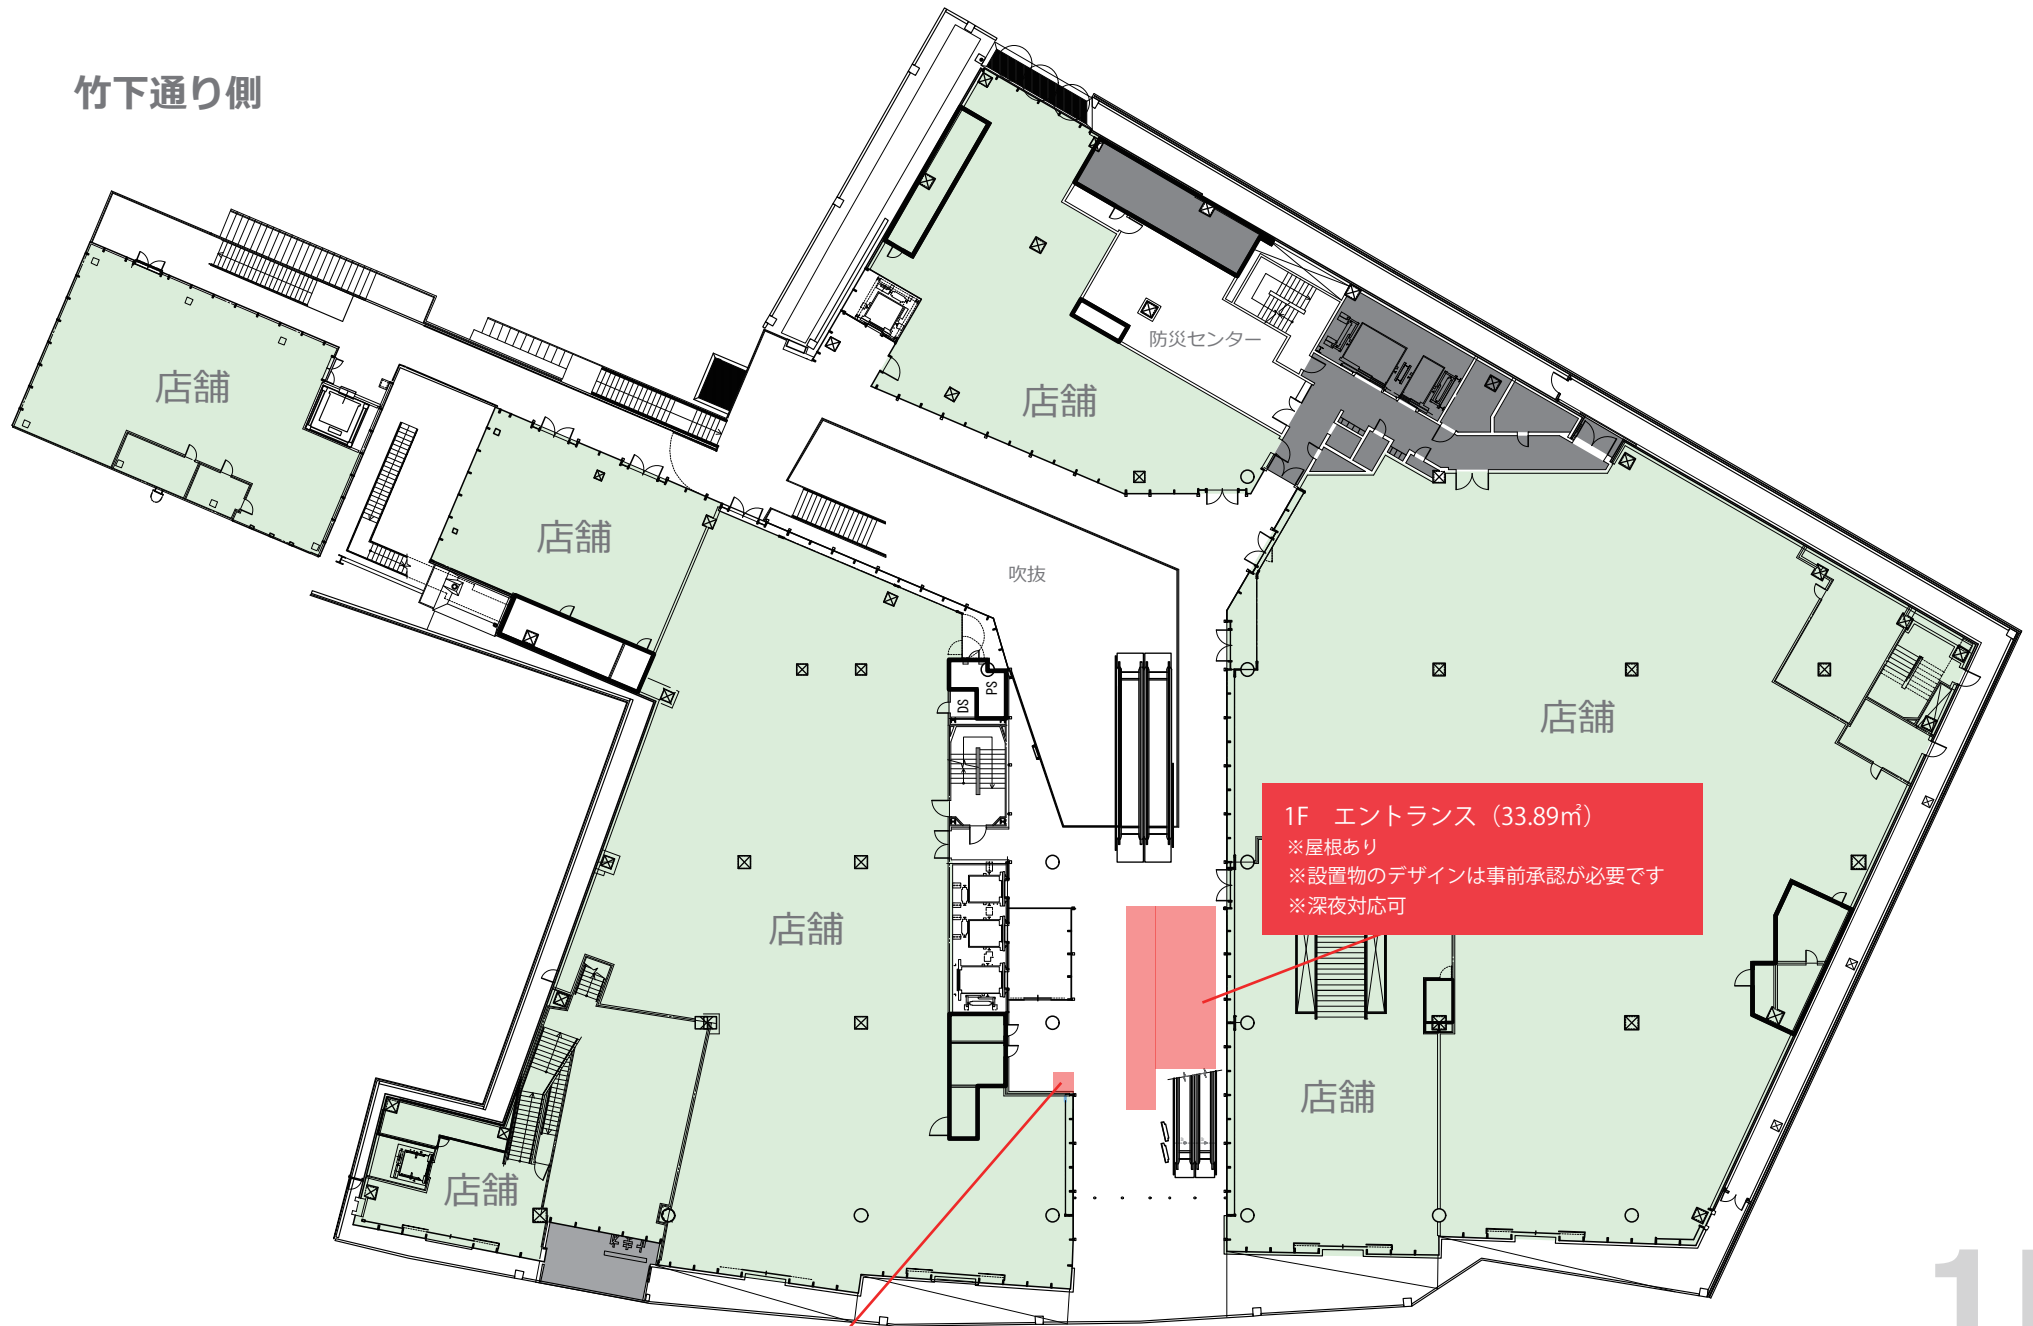 竹下通り側
防災センター
店舗
店舗
店舗
吹抜
PS
DS
店舗
1F　エントランス（33.89㎡）
※屋根あり
※設置物のデザインは事前承認が必要です
※深夜対応可
店舗
店舗
店舗